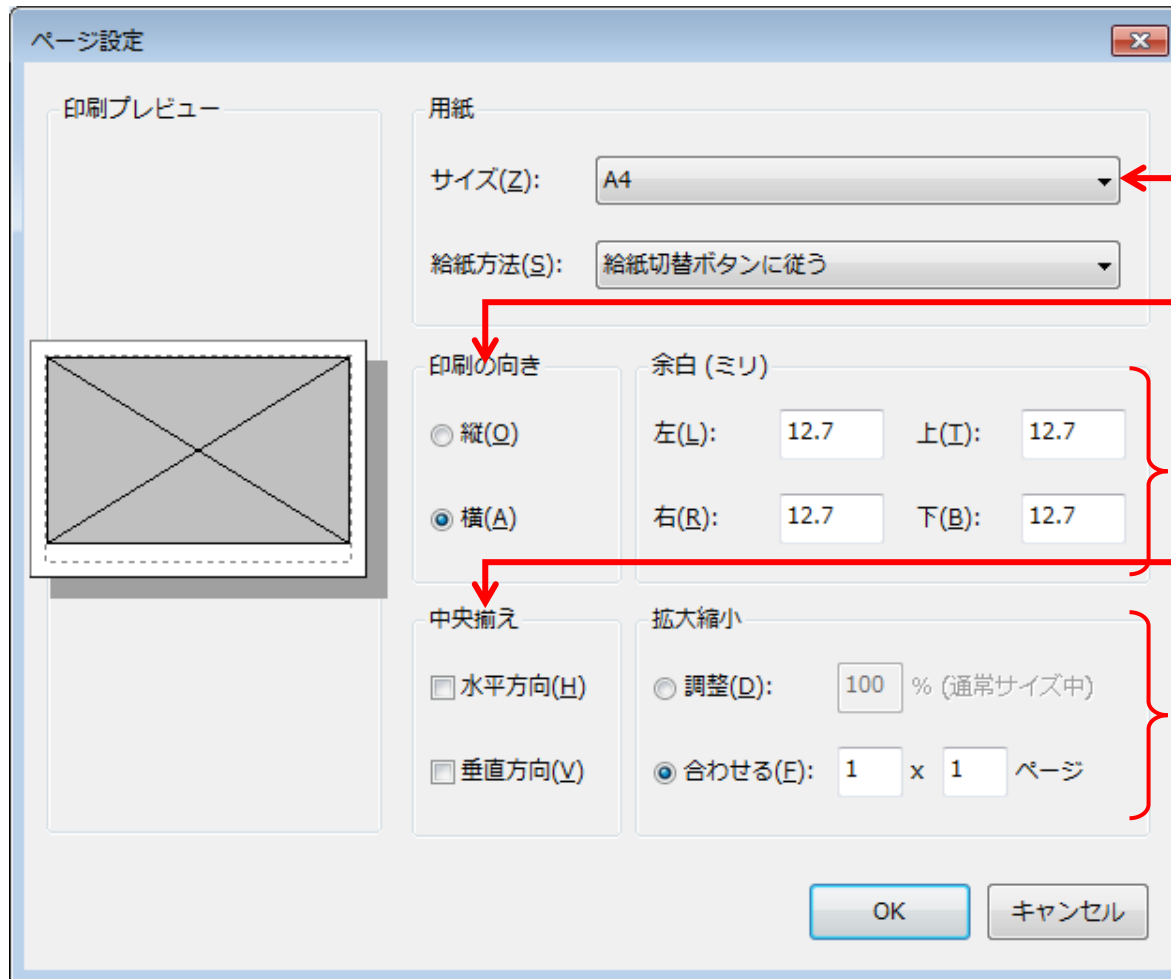 ページ設定
印刷プレビュー
用紙
サイズ(Z): A4
給紙方法(S): 給紙切替ボタンに従う
印刷の向き
縦(O)
横(A)
余白 (ミリ)
左(L): 12.7 上(T): 12.7
右(R): 12.7 下(B): 12.7
中央揃え
水平方向(H)
垂直方向(V)
拡大縮小
調整(D): 100 % (通常サイズ中)
合わせる(F): 1 x 1 ページ
OK キャンセル